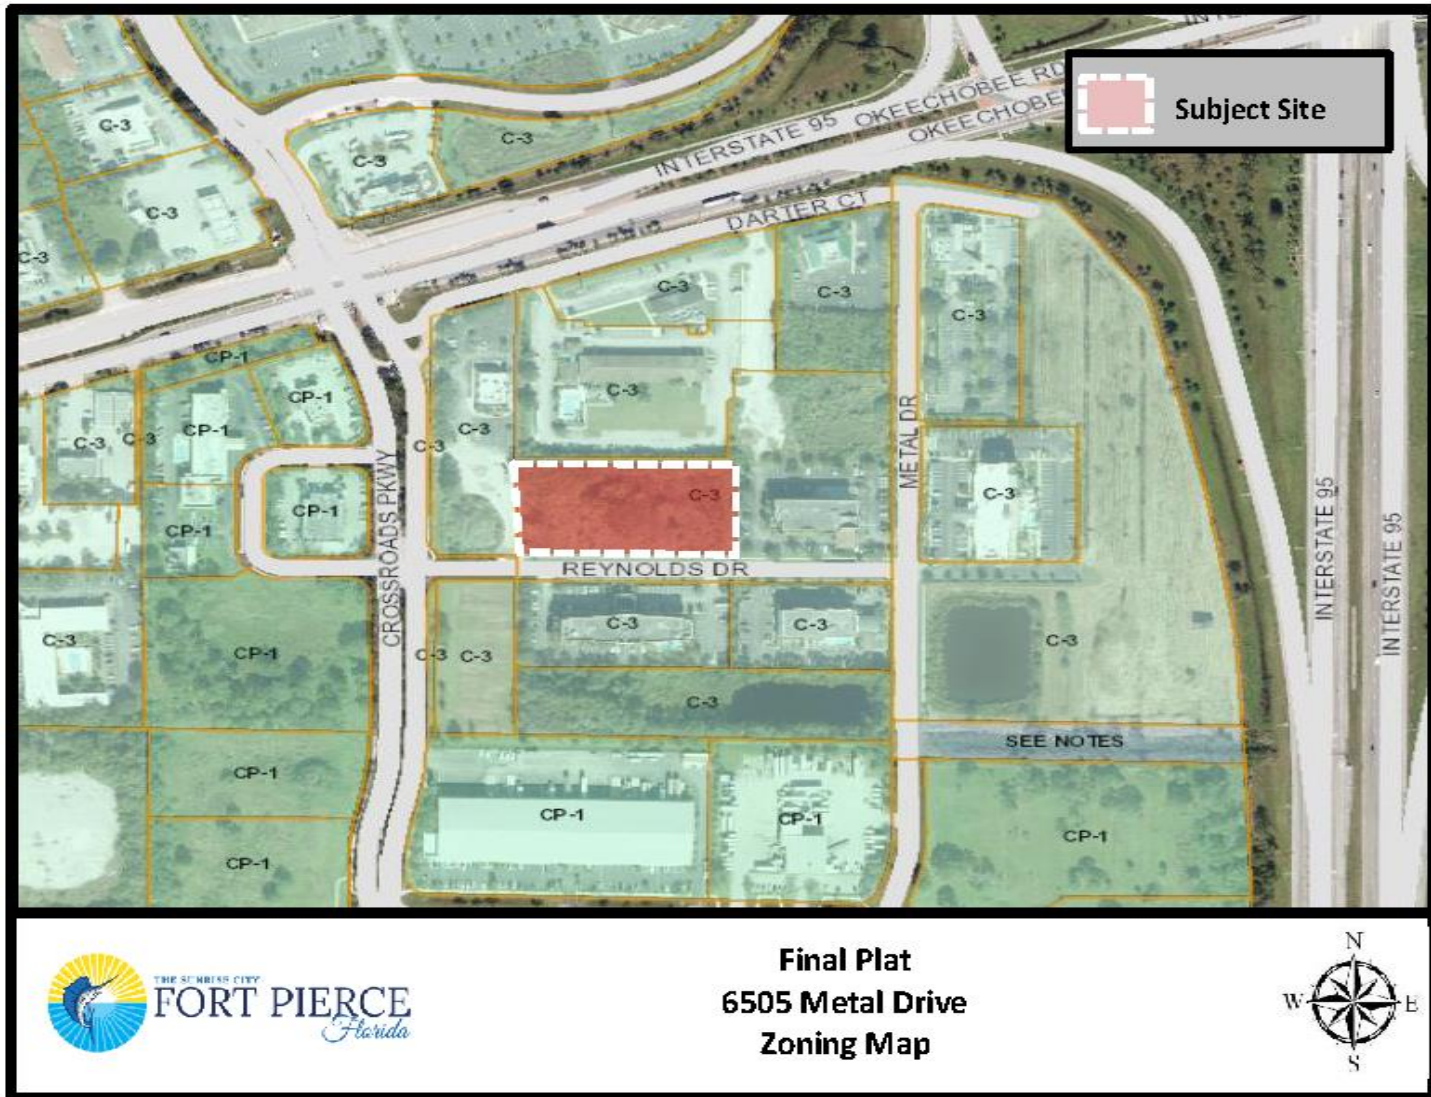 INTERSTATE 95 OKEECHOBEE RD
OKEECHOBEE
Subject Site
C-3
C-3
C-3
C-3
C-3
DARTER CT
C-3
C-3
C-3
CP-1
CP-1
C-3
METAL DR
C-3
C-3
CP-1
C-3
C-3
C-3
C-3
C-3
CP-1
CP-1
CROSSROADS PKWY
REYNOLDS DR
INTERSTATE 95
INTERSTATE 95
C-3
C-3
C-3
C-3
CP-1
C-3
C-3
C-3
SEE NOTES
CP-1
CP-1
CP-1
CP-1
CP-1
THE SUNRISE CITY
FORT PIERCE
Florida
Final Plat
6505 Metal Drive
Zoning Map
N
W
E
S